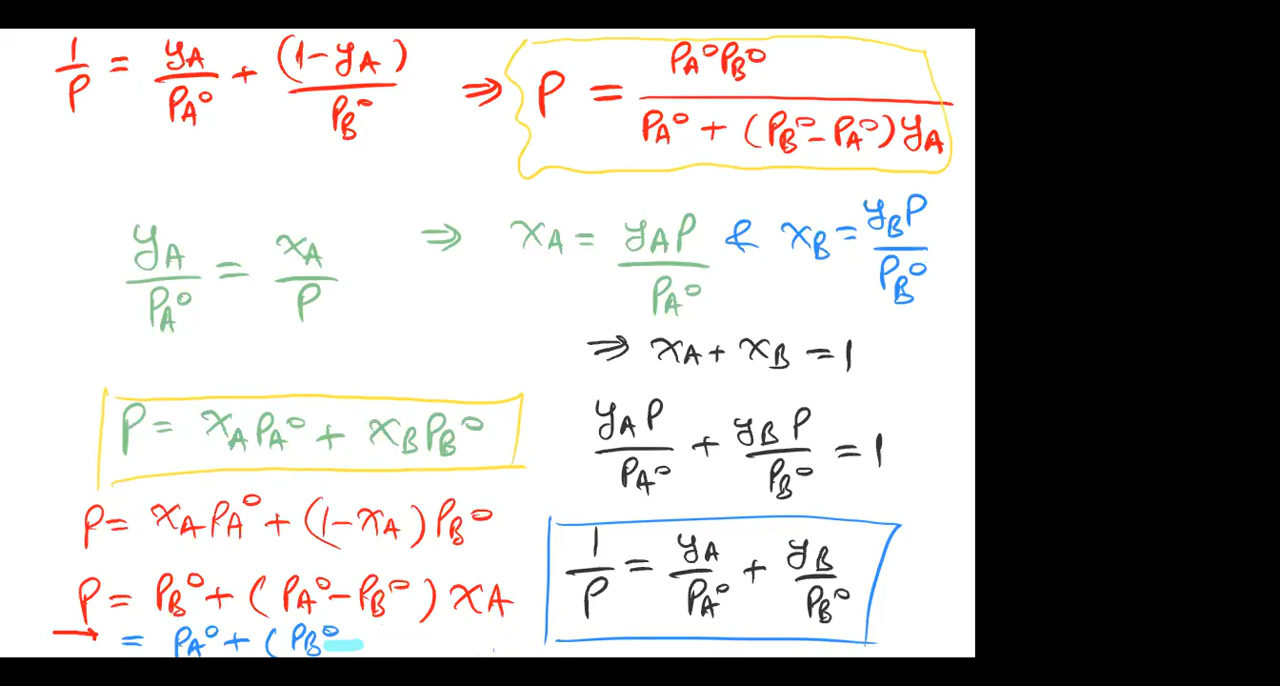 1/P = yA/PA° + (1-yA)/PB° ⇒ P = PA°PB°/(PA° + (PB°-PA°)yA)
yA/PA° = xA/P ⇒ xA = yAP/PA° & xB = yBP/PB°
⇒ xA + xB = 1
P = xAPA° + xBPB°
yAP/PA° + yBP/PB° = 1
P = xAPA° + (1-xA)PB°
1/P = yA/PA° + yB/PB°
P = PB° + (PA°-PB°)xA
= PA° + (PB°